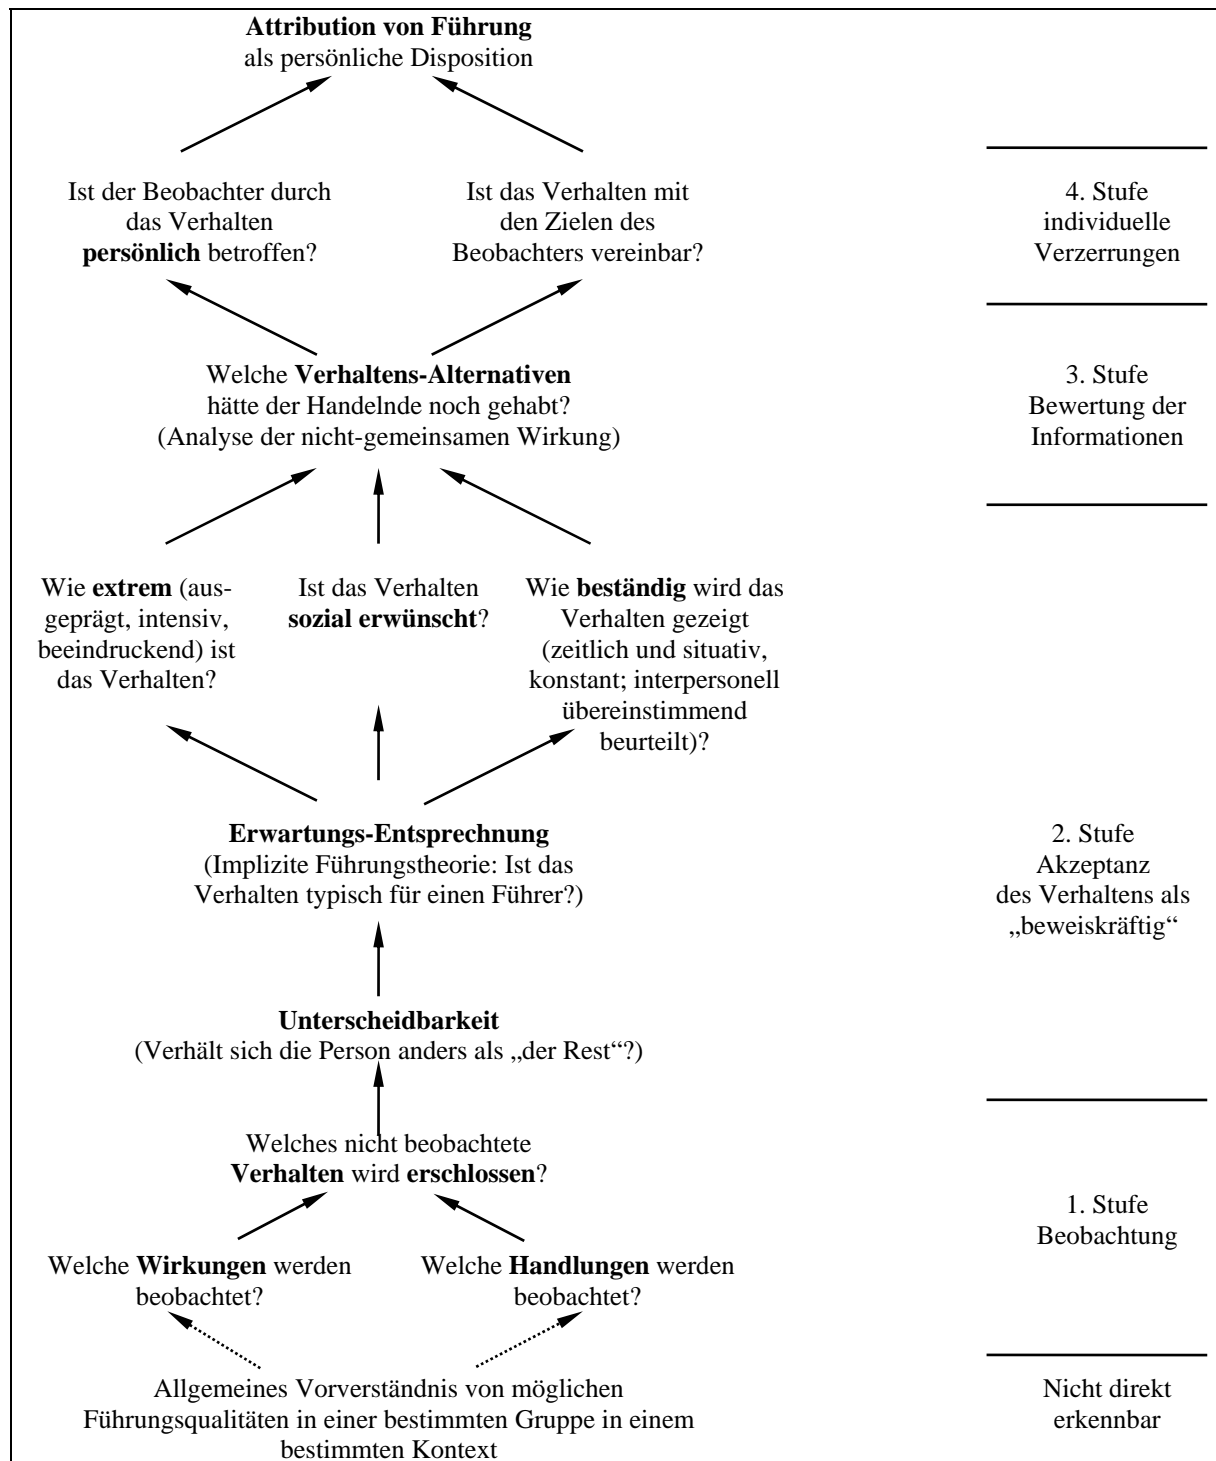 Attribution von Führung
als persönliche Disposition
Ist der Beobachter durch
das Verhalten
persönlich betroffen?
Ist das Verhalten mit
den Zielen des
Beobachters vereinbar?
4. Stufe
individuelle
Verzerrungen
Welche Verhaltens-Alternativen
hätte der Handelnde noch gehabt?
(Analyse der nicht-gemeinsamen Wirkung)
3. Stufe
Bewertung der
Informationen
Wie extrem (aus-
geprägt, intensiv,
beeindruckend) ist
das Verhalten?
Ist das Verhalten
sozial erwünscht?
Wie beständig wird das
Verhalten gezeigt
(zeitlich und situativ,
konstant; interpersonell
übereinstimmend
beurteilt)?
Erwartungs-Entsprechnung
(Implizite Führungstheorie: Ist das
Verhalten typisch für einen Führer?)
2. Stufe
Akzeptanz
des Verhaltens als
„beweiskräftig“
Unterscheidbarkeit
(Verhält sich die Person anders als „der Rest“?)
Welches nicht beobachtete
Verhalten wird erschlossen?
1. Stufe
Beobachtung
Welche Wirkungen werden
beobachtet?
Welche Handlungen werden
beobachtet?
Allgemeines Vorverständnis von möglichen
Führungsqualitäten in einer bestimmten Gruppe in einem
bestimmten Kontext
Nicht direkt
erkennbar